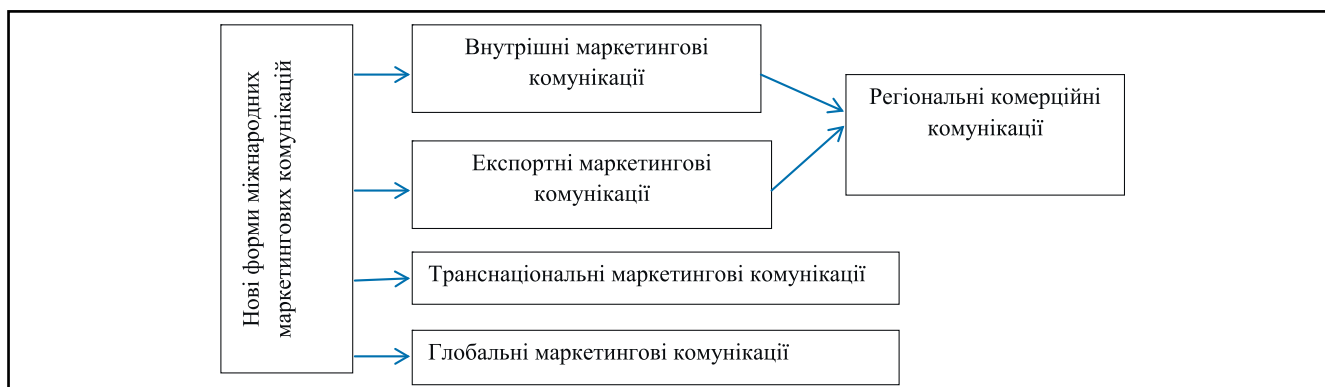 Нові форми міжнародних
маркетингових комунікацій
Внутрішні маркетингові
комунікації
Експортні маркетингові
комунікації
Транснаціональні маркетингові комунікації
Глобальні маркетингові комунікації
Регіональні комерційні
комунікації